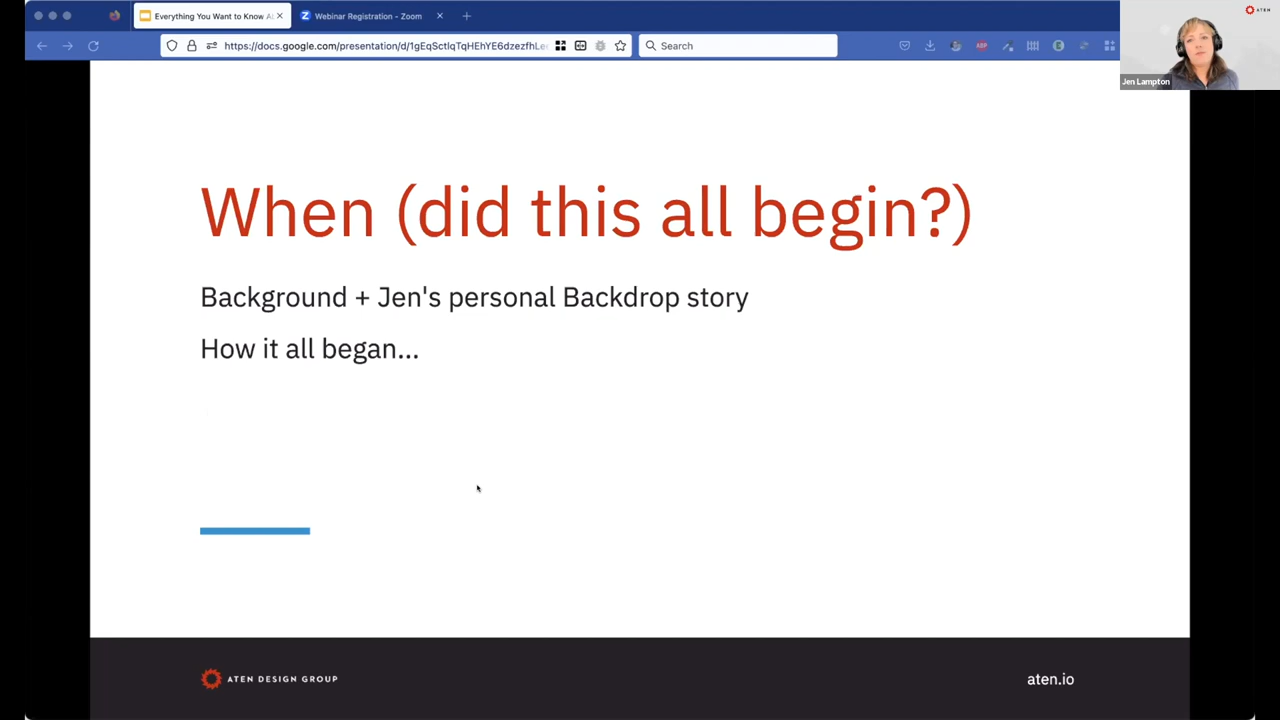 Everything You Want to Know A
Webinar Registration - Zoom
https://docs.google.com/presentation/d/1gEqSctlqTqHEhYE6dzezfhLe
Search
ATEN
Jen Lampton
When (did this all begin?)
Background + Jen's personal Backdrop story
How it all began...
ATEN DESIGN GROUP
aten.io